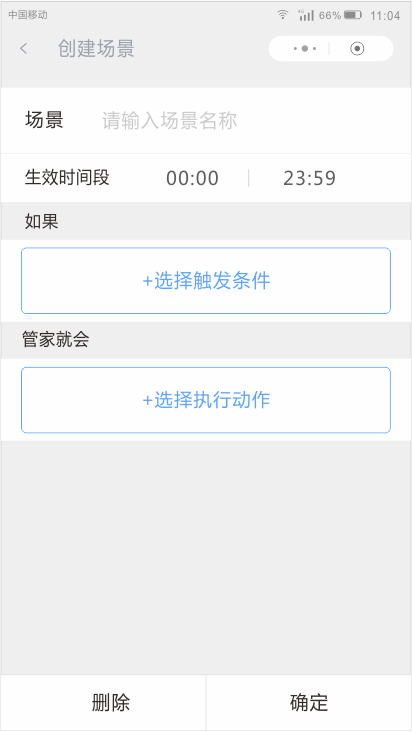 中国移动 4G 66% 11:04
< 创建场景
场景 请输入场景名称
生效时间段 00:00 23:59
如果
+选择触发条件
管家就会
+选择执行动作
删除 确定